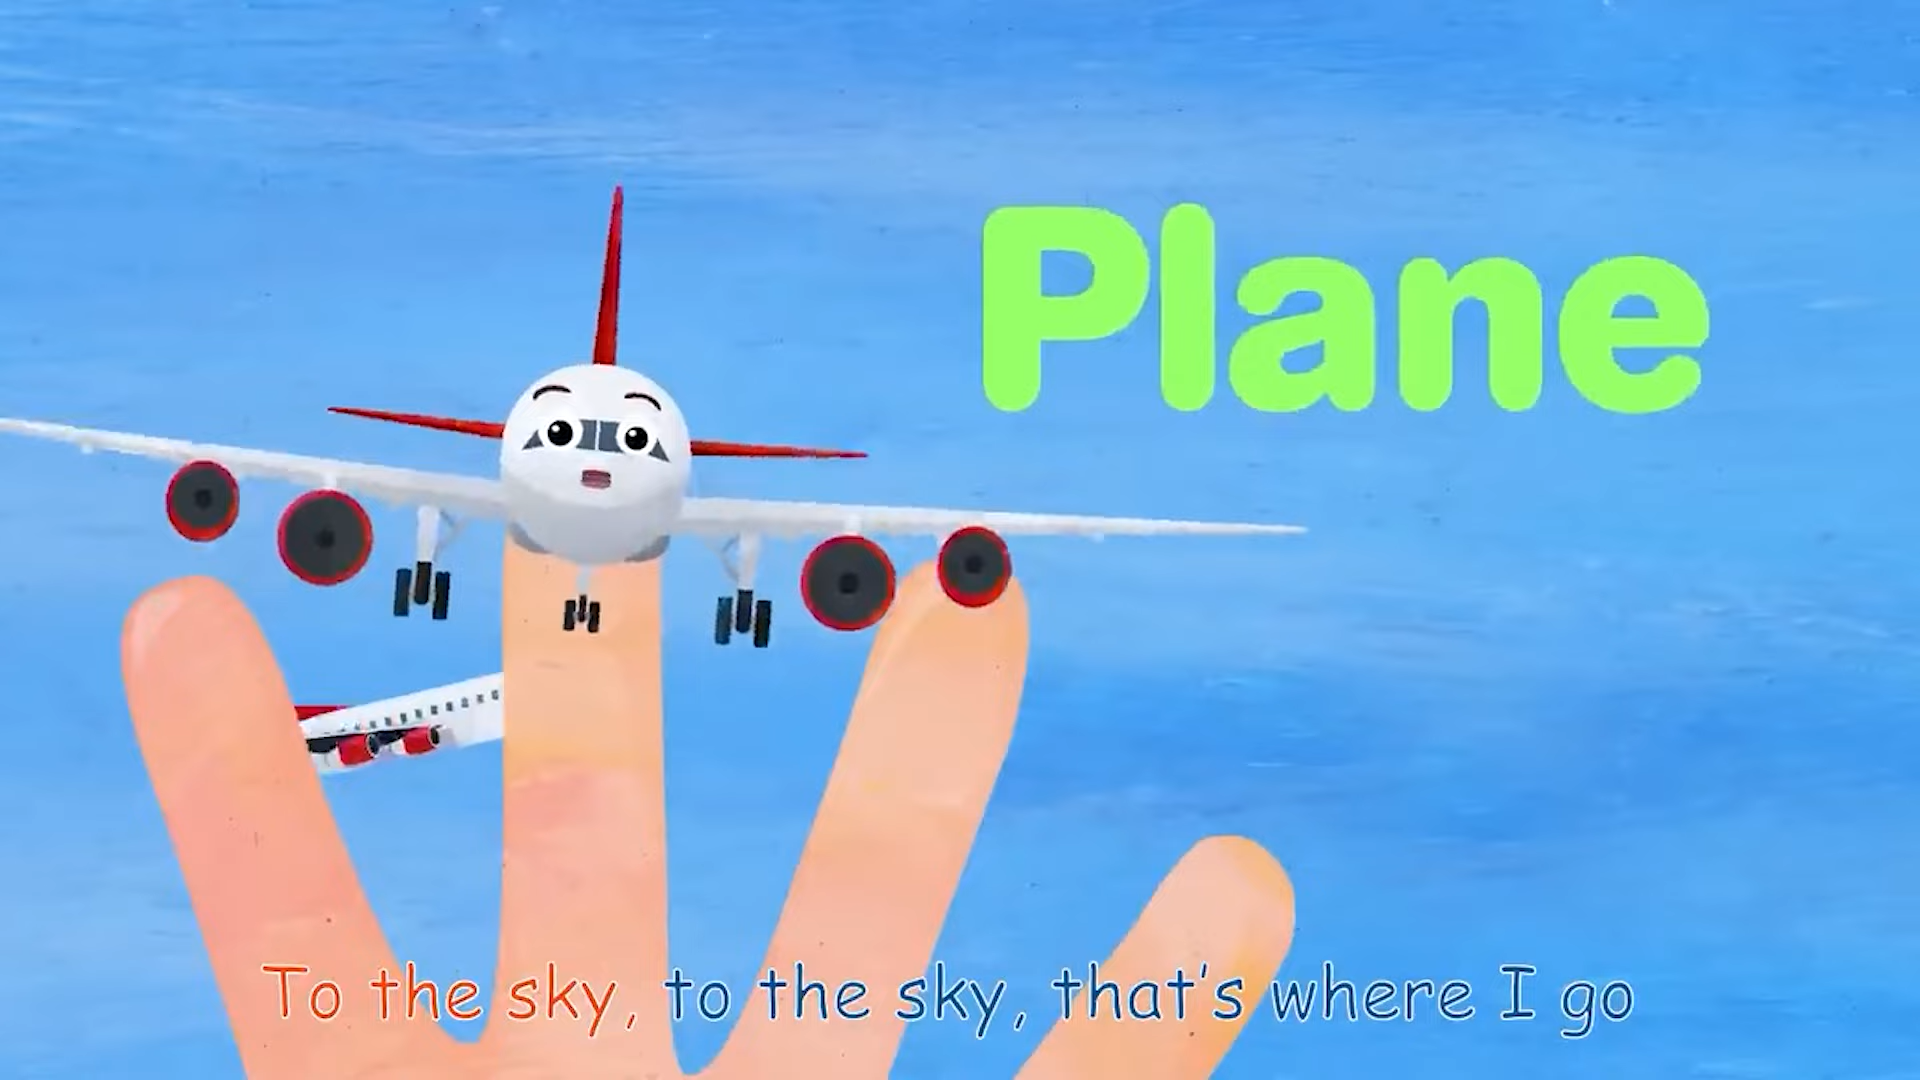 Plane
To the sky, to the sky, that's where I go